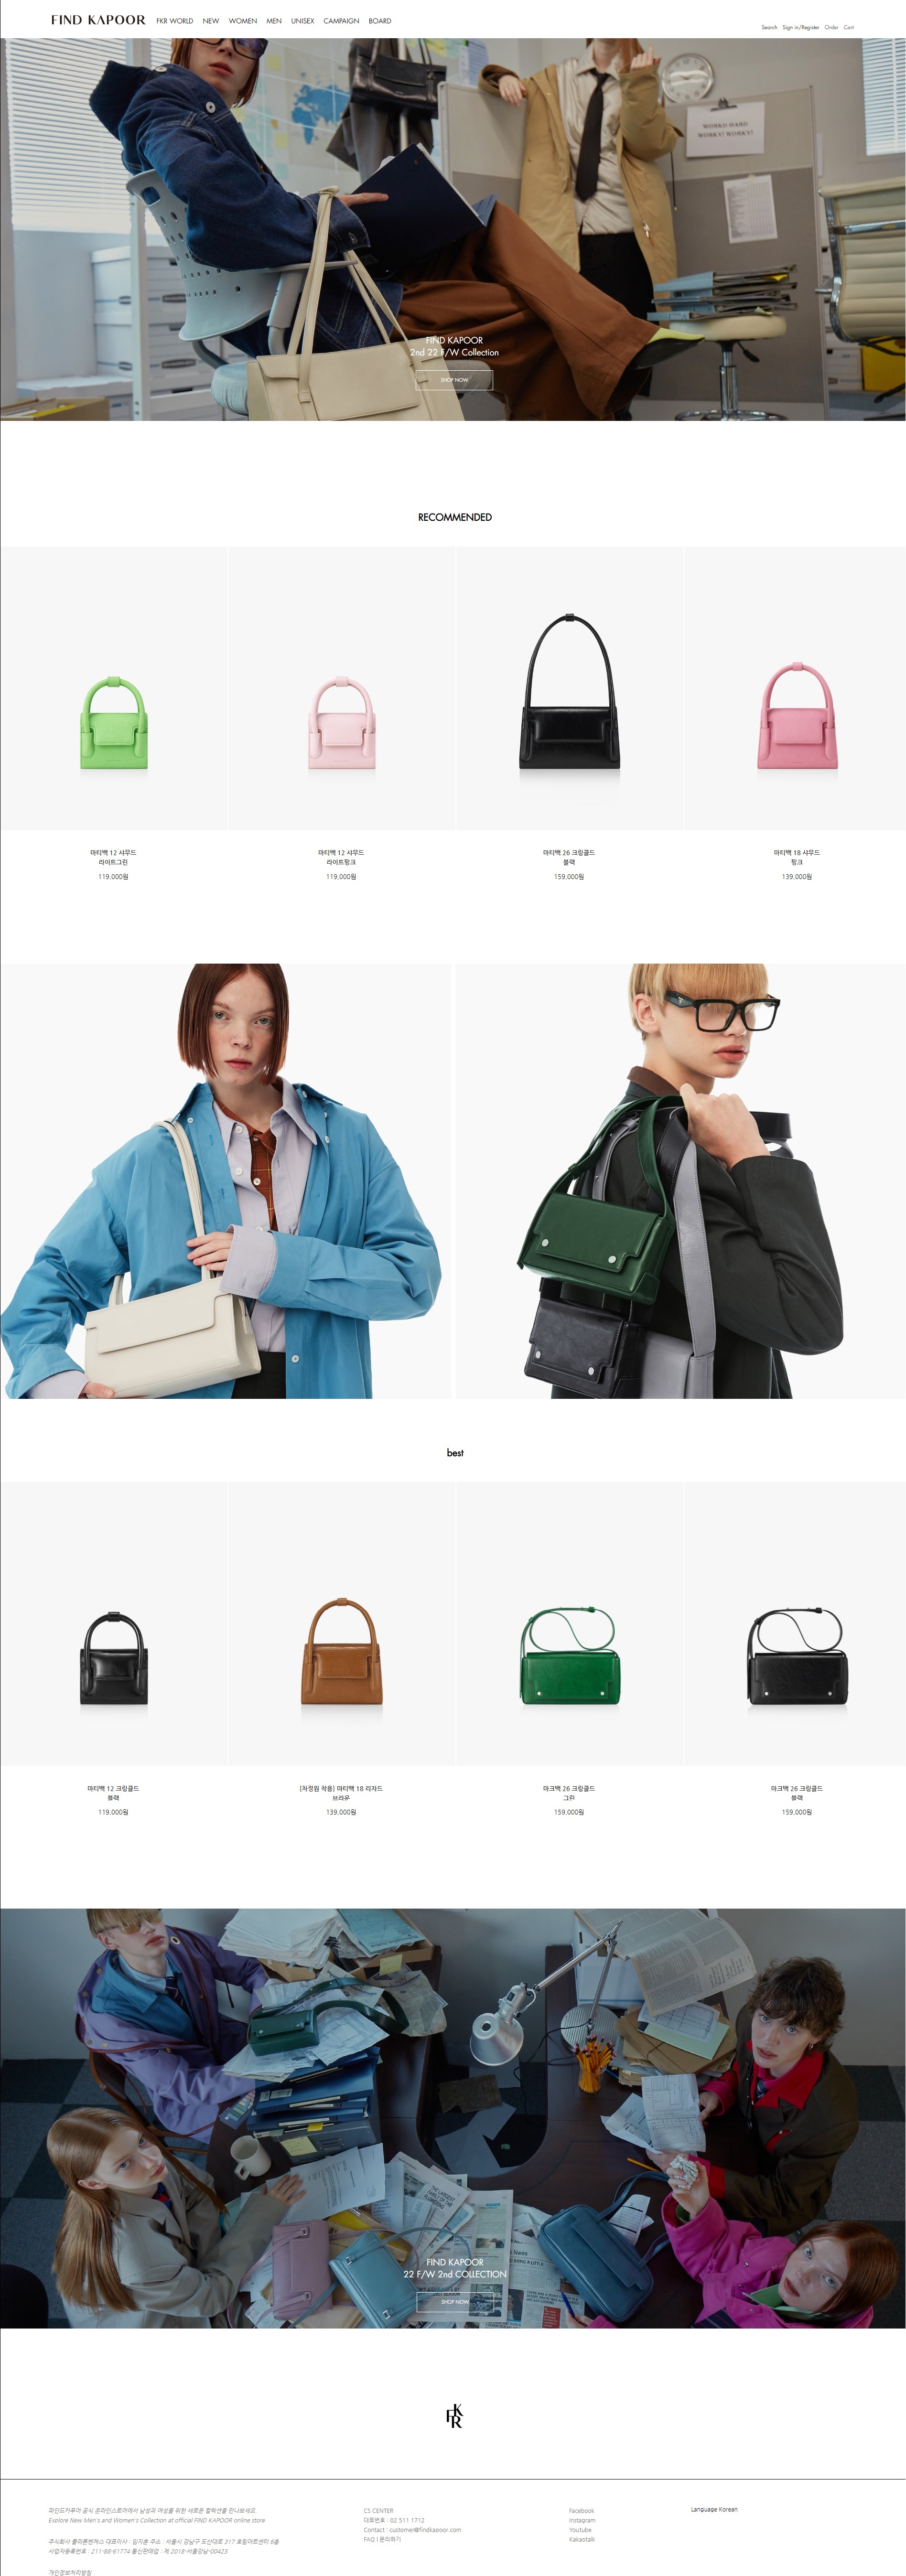 FIND KAPOOR
FKR WORLD NEW WOMEN MEN UNISEX CAMPAIGN BOARD
Search Sign in/Register Order Cart
WORK!! HARD
WORK!! WORK!!
FIND KAPOOR
2nd 22 F/W Collection
SHOP NOW
RECOMMENDED
마티백 12 샤무드
라이트그린
119,000원
마티백 12 샤무드
라이트핑크
119,000원
마티백 26 크링클드
블랙
159,000원
마티백 18 샤무드
핑크
139,000원
best
마티백 12 크링클드
블랙
119,000원
[차정원 착용] 마티백 18 리자드
브라운
139,000원
마크백 26 크링클드
그린
159,000원
마크백 26 크링클드
블랙
159,000원
FIND KAPOOR
22 F/W 2nd COLLECTION
SHOP NOW
FKR
파인드카푸어 공식 온라인스토어에서 남성과 여성을 위한 새로운 컬렉션을 만나보세요.
Explore New Men's and Women's Collection at official FIND KAPOOR online store.
주식회사 플라톤벤쳐스 대표이사 : 임지훈 주소 : 서울시 강남구 도산대로 317 호림아트센터 6층
사업자등록번호 : 211-88-61774 통신판매업 : 제 2018-서울강남-00423
개인정보처리방침
CS CENTER
대표번호 : 02 511 1712
Contact : customer@findkapoor.com
FAQ | 문의하기
Facebook
Instagram
Youtube
Kakaotalk
Language Korean